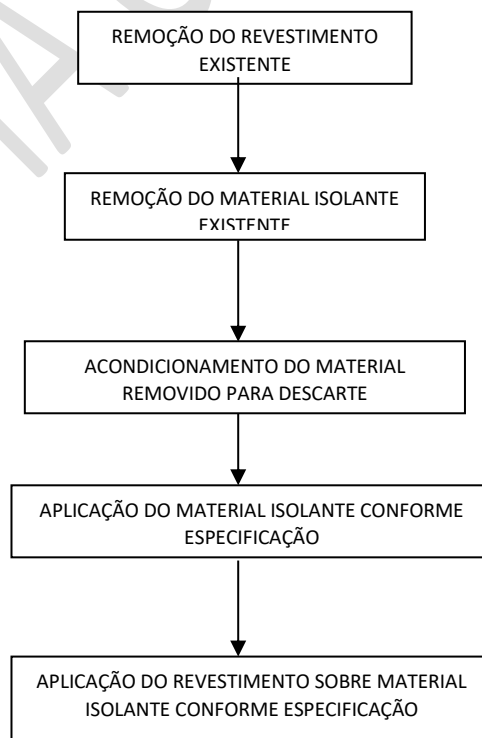 REMOÇÃO DO REVESTIMENTO
EXISTENTE
REMOÇÃO DO MATERIAL ISOLANTE
EXISTENTE
ACONDICIONAMENTO DO MATERIAL
REMOVIDO PARA DESCARTE
APLICAÇÃO DO MATERIAL ISOLANTE CONFORME
ESPECIFICAÇÃO
APLICAÇÃO DO REVESTIMENTO SOBRE MATERIAL
ISOLANTE CONFORME ESPECIFICAÇÃO